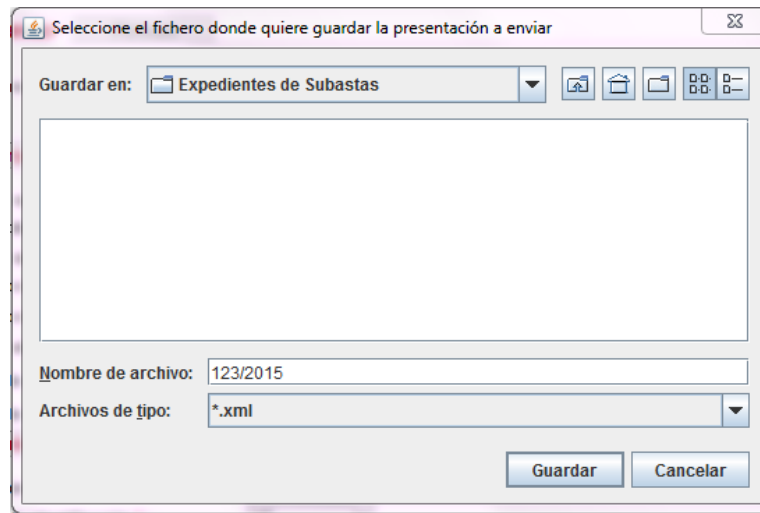 Seleccione el fichero donde quiere guardar la presentación a enviar
Guardar en: Expedientes de Subastas
Nombre de archivo: 123/2015
Archivos de tipo: *.xml
Guardar Cancelar